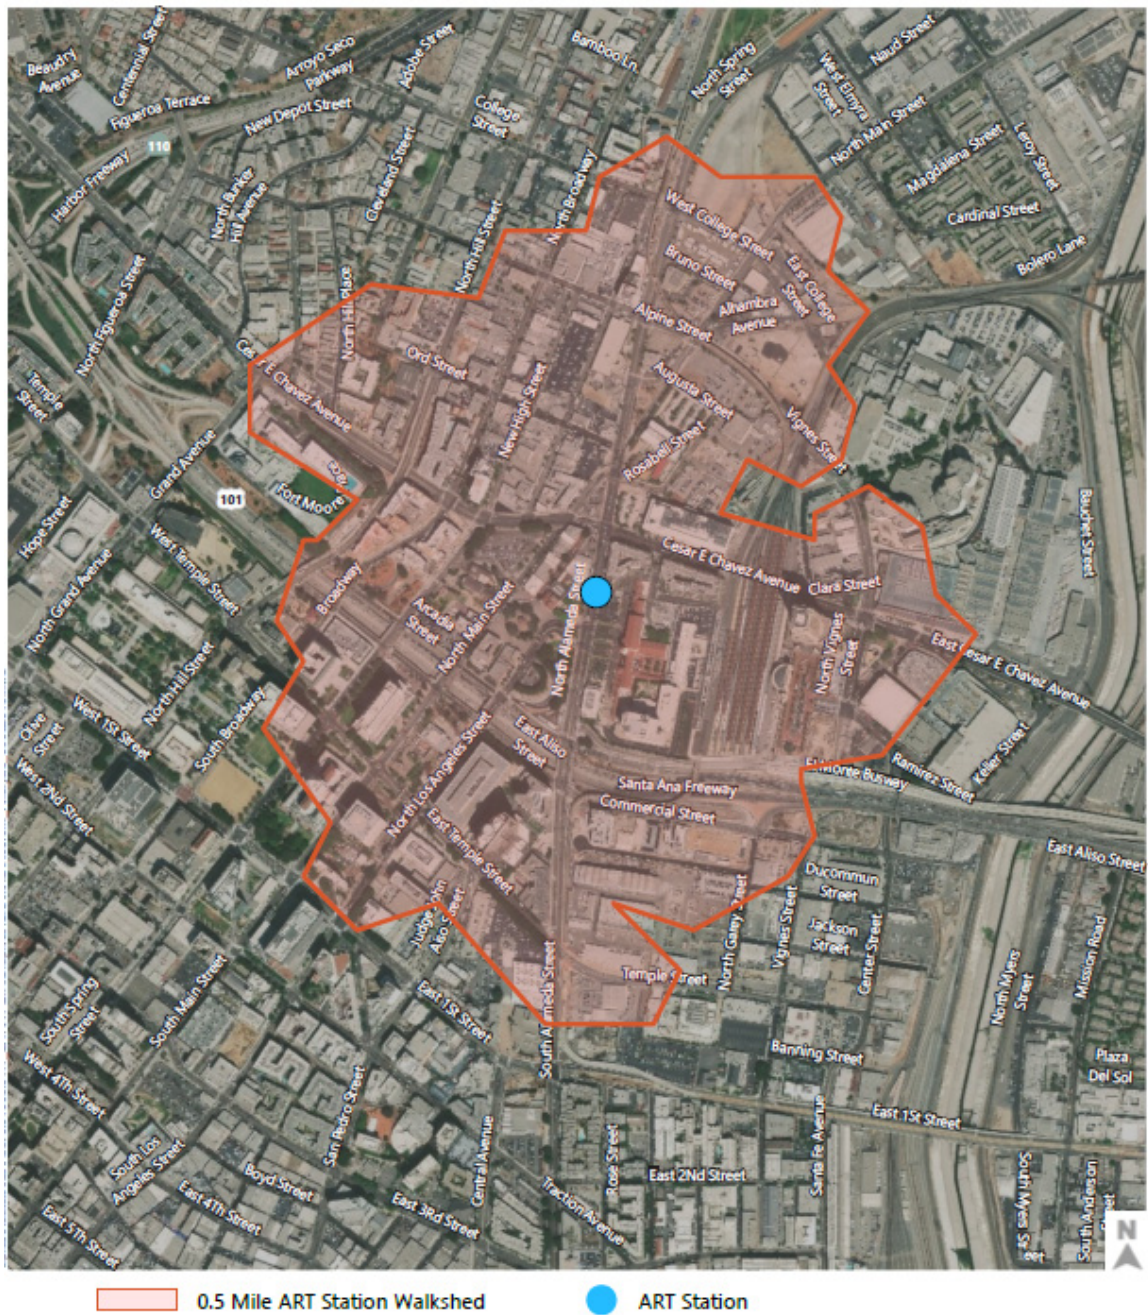 Beaudry
Avenue
Centennial Street
Arroyo Seco
Parkway
Adobe Street
Bamboo Ln.
North Spring
Street
Naud Street
West Elmyra
Street
North Main Street
Figueroa Terrace
New Depot Street
College
Street
110
Harbor Freeway
North Bunker
Hill Avenue
Cleveland Street
North Broadway
North Hill Street
Magdalena Street
Leroy Street
Cardinal Street
Bolero Lane
West College Street
Bruno Street
East College
Street
Alhambra
Avenue
Alpine Street
North Figueroa Street
North Hill Place
Ord Street
Cesar E Chavez Avenue
New High Street
Augusta Street
Rosabell Street
Vignes Street
Temple
Street
Grand Avenue
Fort Moore
101
Hope Street
West Temple Street
North Grand Avenue
Broadway
Arcadia
Street
North Main Street
North Alameda Street
Cesar E Chavez Avenue
Clara Street
Bauchet Street
North Vignes
Street
East Cesar E Chavez Avenue
North Hill Street
South Broadway
West 1St Street
Olive
Street
West 2Nd Street
North Los Angeles Street
East Aliso
Street
Santa Ana Freeway
Commercial Street
El Monte Busway
Ramirez Street
Keller Street
East Temple Street
East Aliso Street
Ducommun
Street
Jackson
Street
Vignes Street
Center Street
Judge John
Aiso Street
Temple Street
South Alameda Street
East 1St Street
North Myers
Street
Mission Road
South Spring
Street
South Main Street
Banning Street
Plaza
Del Sol
West 4Th Street
San Pedro Street
East 1St Street
Central Avenue
Rose Street
East 2Nd Street
Santa Fe Avenue
South Los
Angeles Street
Boyd Street
East 4Th Street
East 3Rd Street
Traction Avenue
East 5Th Street
South Myers St
South Anderson
Street
N
0.5 Mile ART Station Walkshed
ART Station